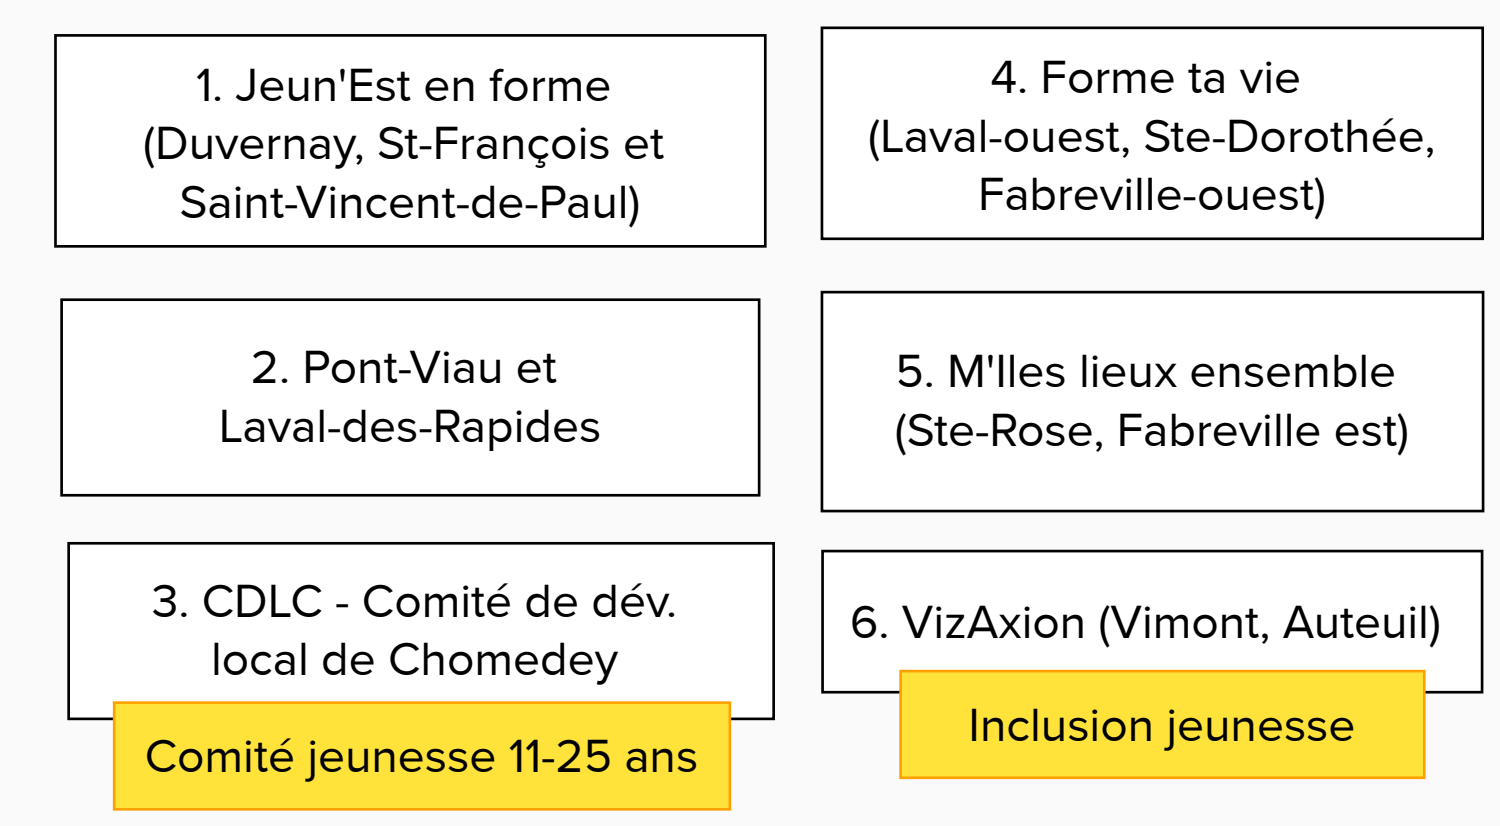 1. Jeun'Est en forme
(Duvernay, St-François et
Saint-Vincent-de-Paul)
2. Pont-Viau et
Laval-des-Rapides
3. CDLC - Comité de dév.
local de Chomedey
Comité jeunesse 11-25 ans
4. Forme ta vie
(Laval-ouest, Ste-Dorothée,
Fabreville-ouest)
5. M'Iles lieux ensemble
(Ste-Rose, Fabreville est)
6. VizAxion (Vimont, Auteuil)
Inclusion jeunesse